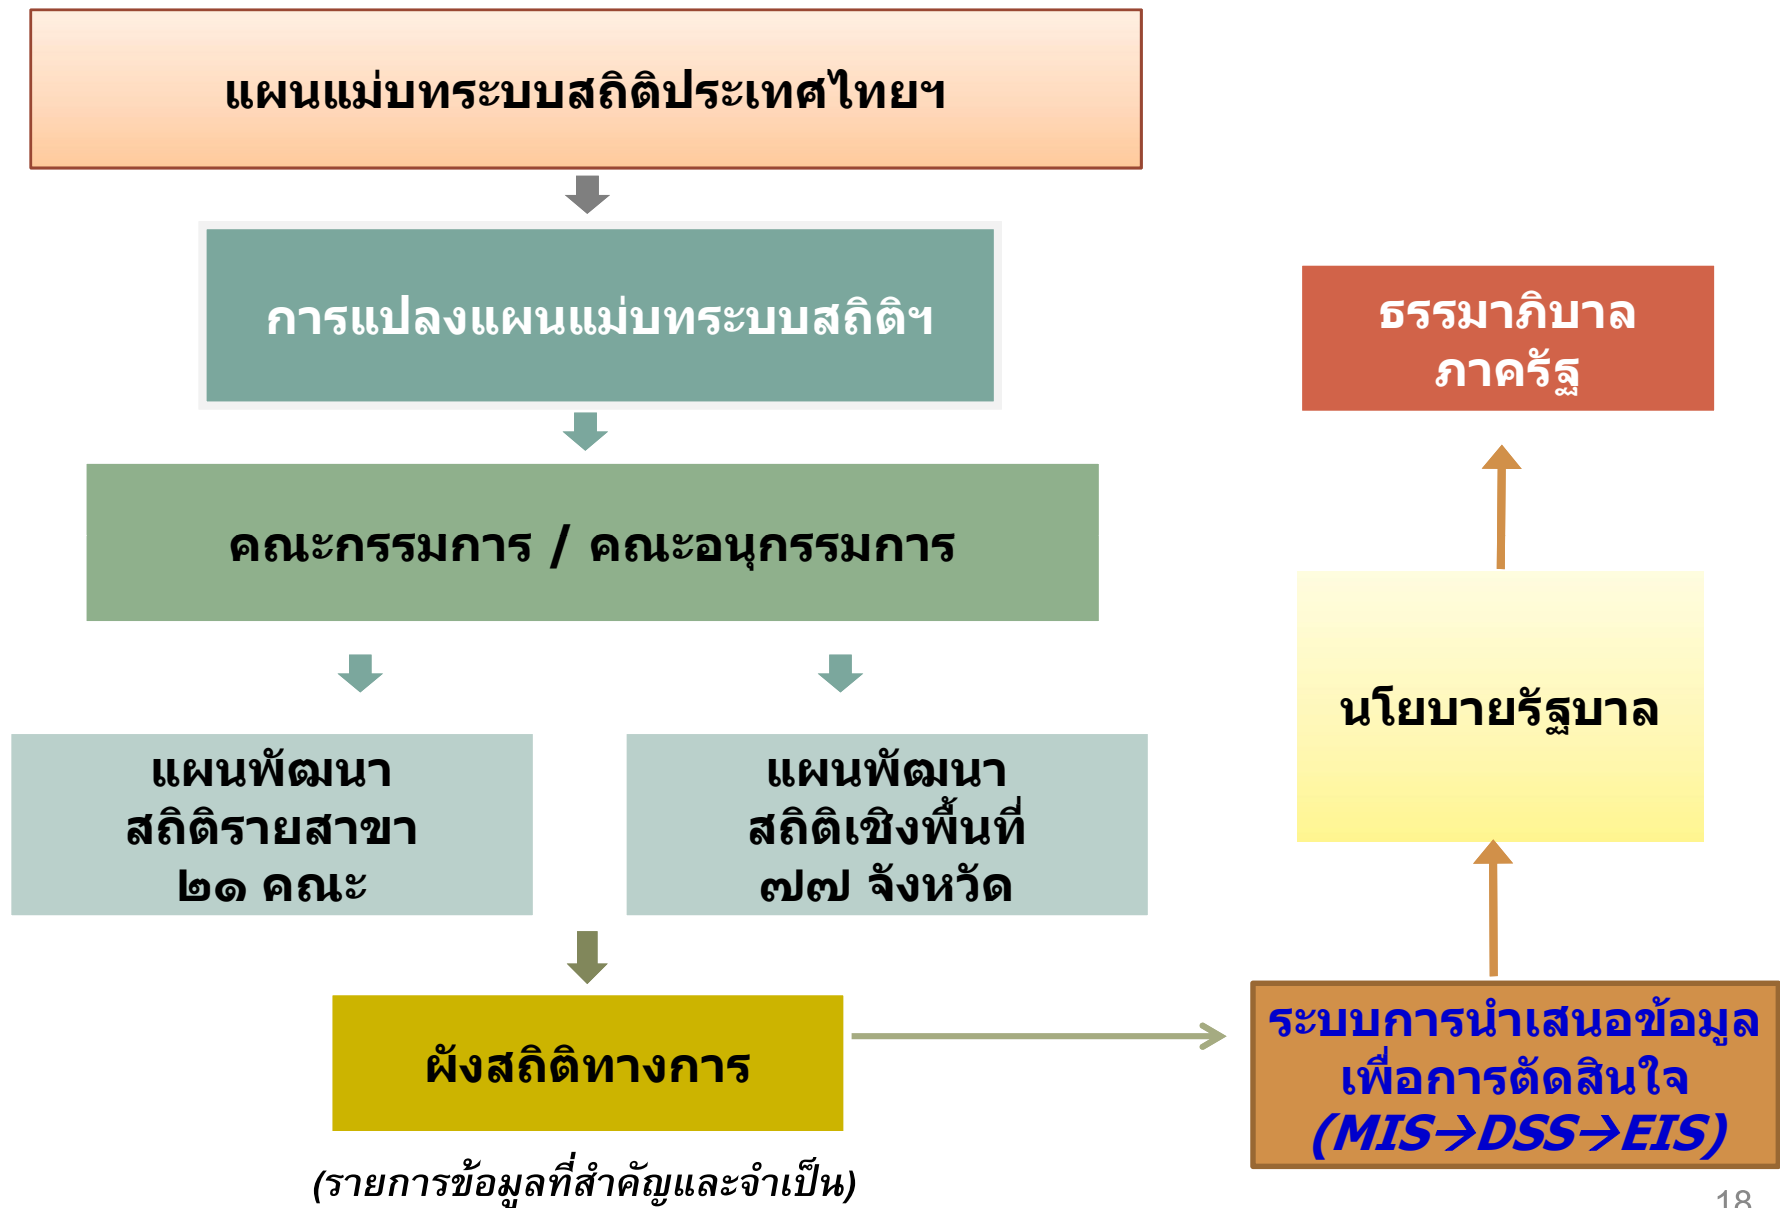 แผนแม่บทระบบสถิติประเทศไทยฯ
การแปลงแผนแม่บทระบบสถิติฯ
คณะกรรมการ / คณะอนุกรรมการ
แผนพัฒนา
สถิติรายสาขา
๒๑ คณะ
แผนพัฒนา
สถิติเชิงพื้นที่
๗๗ จังหวัด
ผังสถิติทางการ
(รายการข้อมูลที่สำคัญและจำเป็น)
ธรรมาภิบาล
ภาครัฐ
นโยบายรัฐบาล
ระบบการนำเสนอข้อมูล
เพื่อการตัดสินใจ
(MIS→DSS→EIS)
18